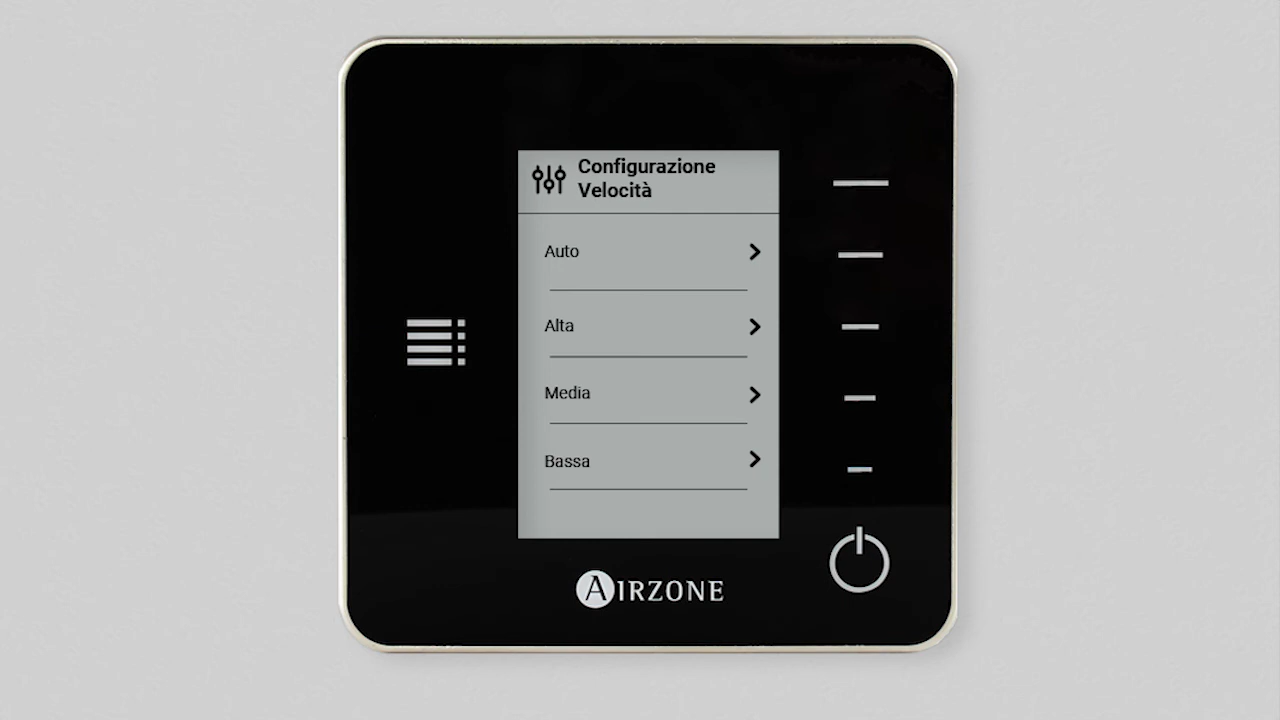 Configurazione
Velocità
Auto
Alta
Media
Bassa
AIRZONE